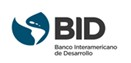 BID
Banco Interamericano
de Desarrollo